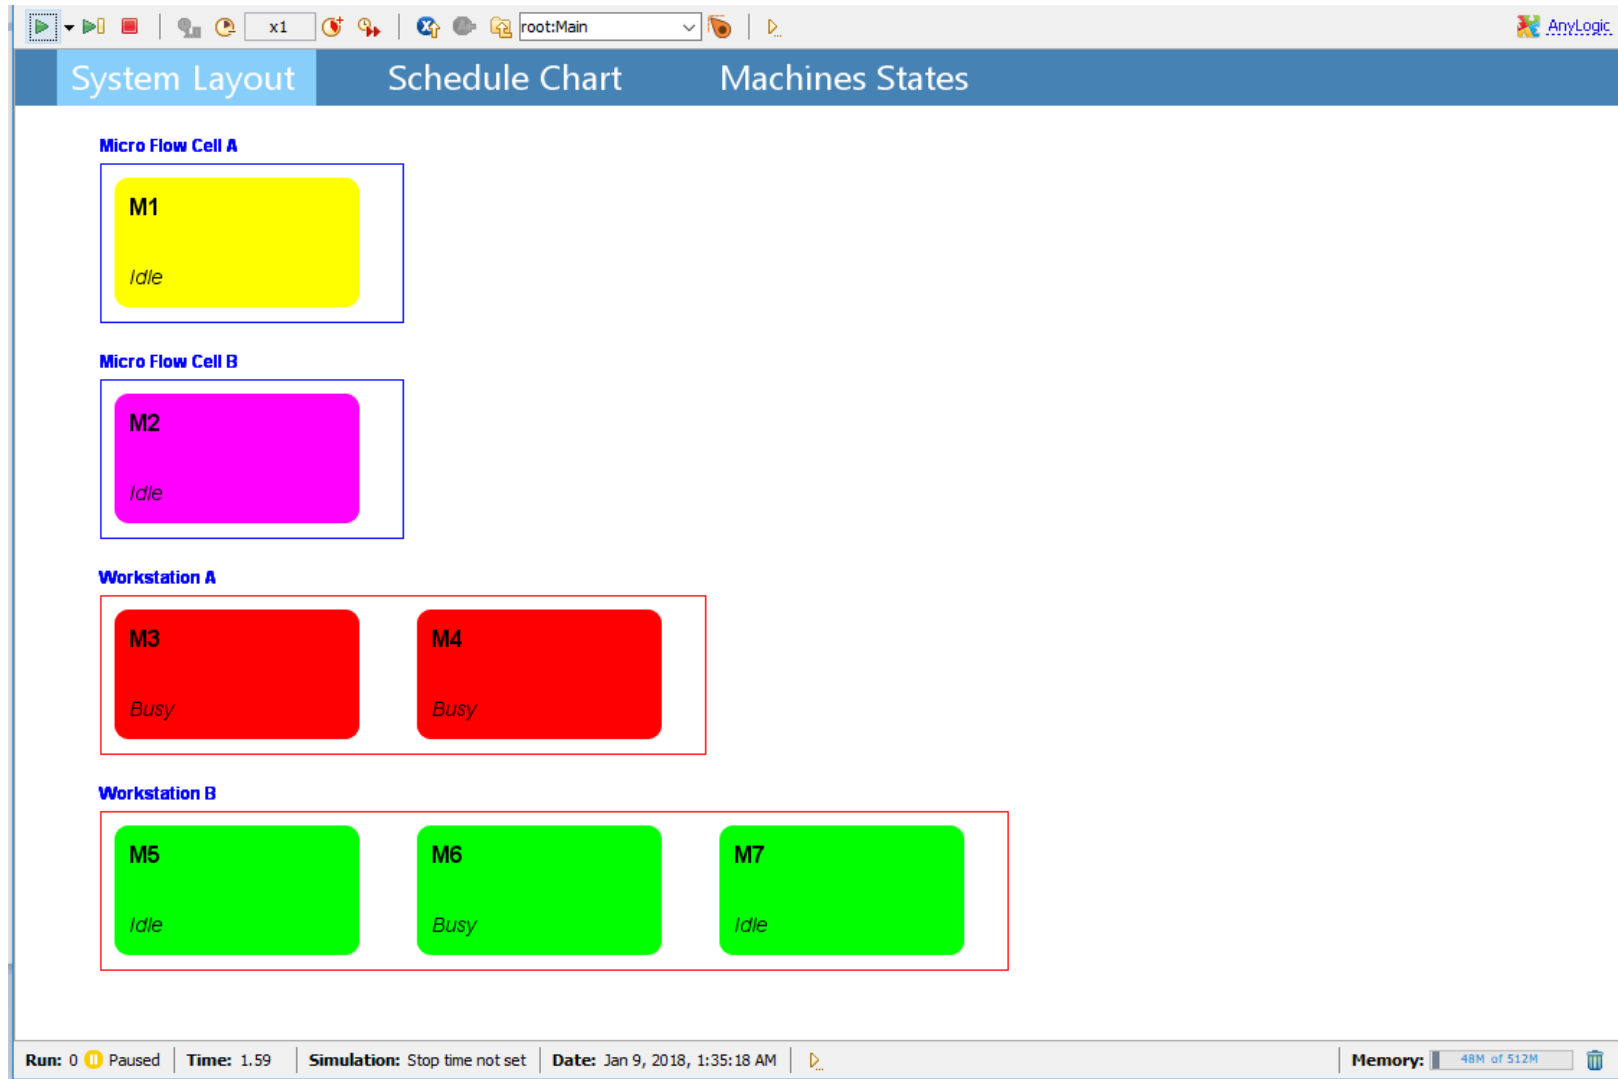 x1 root:Main AnyLogic
System Layout Schedule Chart Machines States
Micro Flow Cell A
M1
Idle
Micro Flow Cell B
M2
Idle
Workstation A
M3 M4
Busy Busy
Workstation B
M5 M6 M7
Idle Busy Idle
Run: 0 Paused Time: 1.59 Simulation: Stop time not set Date: Jan 9, 2018, 1:35:18 AM Memory: 48M of 512M